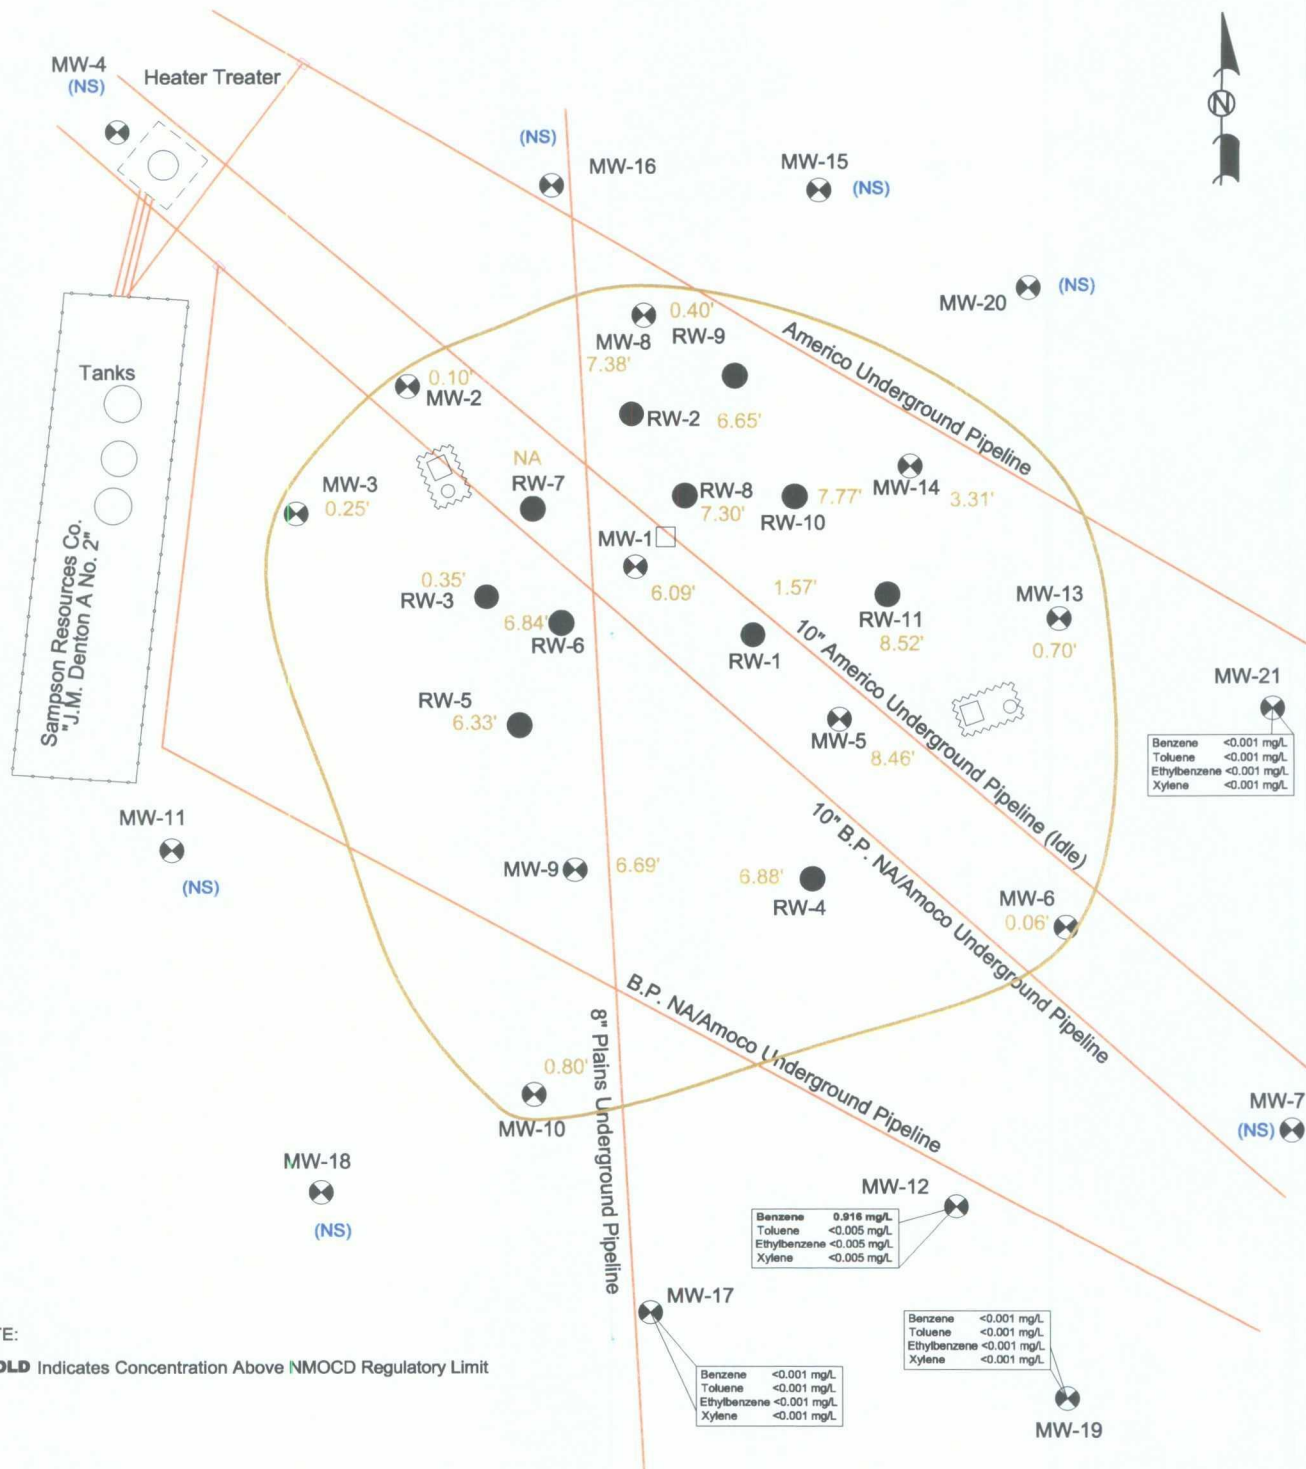 MW-4
(NS)
Heater Treater
N
(NS)
MW-16
MW-15
(NS)
MW-20
(NS)
Tanks
Sampson Resources Co.
"J.M. Denton A No. 2"
0.40'
MW-8
RW-9
7.38'
Americo Underground Pipeline
0.10'
MW-2
RW-2
6.65'
MW-3
0.25'
NA
RW-7
RW-8
7.30'
7.77'
RW-10
MW-14
3.31'
MW-1
6.09'
0.35'
RW-3
6.84'
RW-6
1.57'
RW-1
RW-11
8.52'
MW-13
0.70'
10" Americo Underground Pipeline (Idle)
RW-5
6.33'
MW-5
8.46'
MW-21
Benzene <0.001 mg/L
Toluene <0.001 mg/L
Ethylbenzene <0.001 mg/L
Xylene <0.001 mg/L
10" B.P. NA/Amoco Underground Pipeline
MW-11
(NS)
MW-9
6.69'
6.88'
RW-4
MW-6
0.06'
B.P. NA/Amoco Underground Pipeline
8" Plains Underground Pipeline
0.80'
MW-10
MW-7
(NS)
MW-18
(NS)
MW-12
Benzene 0.916 mg/L
Toluene <0.005 mg/L
Ethylbenzene <0.005 mg/L
Xylene <0.005 mg/L
MW-17
Benzene <0.001 mg/L
Toluene <0.001 mg/L
Ethylbenzene <0.001 mg/L
Xylene <0.001 mg/L
Benzene <0.001 mg/L
Toluene <0.001 mg/L
Ethylbenzene <0.001 mg/L
Xylene <0.001 mg/L
MW-19
TE:
OLD Indicates Concentration Above NMOCD Regulatory Limit